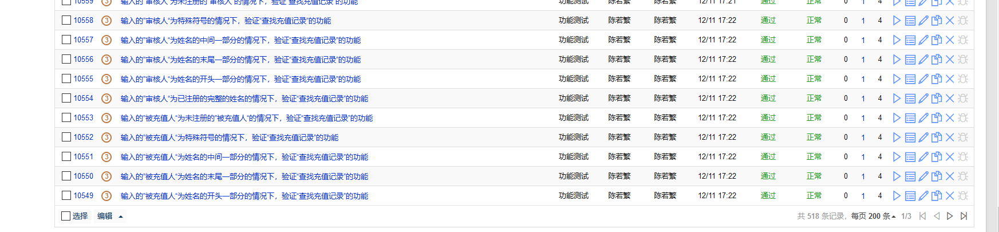 10559 3 输入的"审核人"为未注册的"审核人"的情况下，验证"查找充值记录"的功能 功能测试 陈若繁 陈若繁 12/11 17:21 通过 正常 0 1 4
10558 3 输入的"审核人"为特殊符号的情况下，验证"查找充值记录"的功能 功能测试 陈若繁 陈若繁 12/11 17:22 通过 正常 0 1 4
10557 3 输入的"审核人"为姓名的中间一部分的情况下，验证"查找充值记录"的功能 功能测试 陈若繁 陈若繁 12/11 17:22 通过 正常 0 1 4
10556 3 输入的"审核人"为姓名的末尾一部分的情况下，验证"查找充值记录"的功能 功能测试 陈若繁 陈若繁 12/11 17:22 通过 正常 0 1 4
10555 3 输入的"审核人"为姓名的开头一部分的情况下，验证"查找充值记录"的功能 功能测试 陈若繁 陈若繁 12/11 17:22 通过 正常 0 1 4
10554 3 输入的"审核人"为已注册的完整的姓名的情况下，验证"查找充值记录"的功能 功能测试 陈若繁 陈若繁 12/11 17:22 通过 正常 0 1 4
10553 3 输入的"被充值人"为未注册的"被充值人"的情况下，验证"查找充值记录"的功能 功能测试 陈若繁 陈若繁 12/11 17:22 通过 正常 0 1 4
10552 3 输入的"被充值人"为特殊符号的情况下，验证"查找充值记录"的功能 功能测试 陈若繁 陈若繁 12/11 17:22 通过 正常 0 1 4
10551 3 输入的"被充值人"为姓名的中间一部分的情况下，验证"查找充值记录"的功能 功能测试 陈若繁 陈若繁 12/11 17:22 通过 正常 0 1 4
10550 3 输入的"被充值人"为姓名的末尾一部分的情况下，验证"查找充值记录"的功能 功能测试 陈若繁 陈若繁 12/11 17:22 通过 正常 0 1 4
10549 3 输入的"被充值人"为姓名的开头一部分的情况下，验证"查找充值记录"的功能 功能测试 陈若繁 陈若繁 12/11 17:22 通过 正常 0 1 4
选择 编辑 共 518 条记录，每页 200 条 1/3